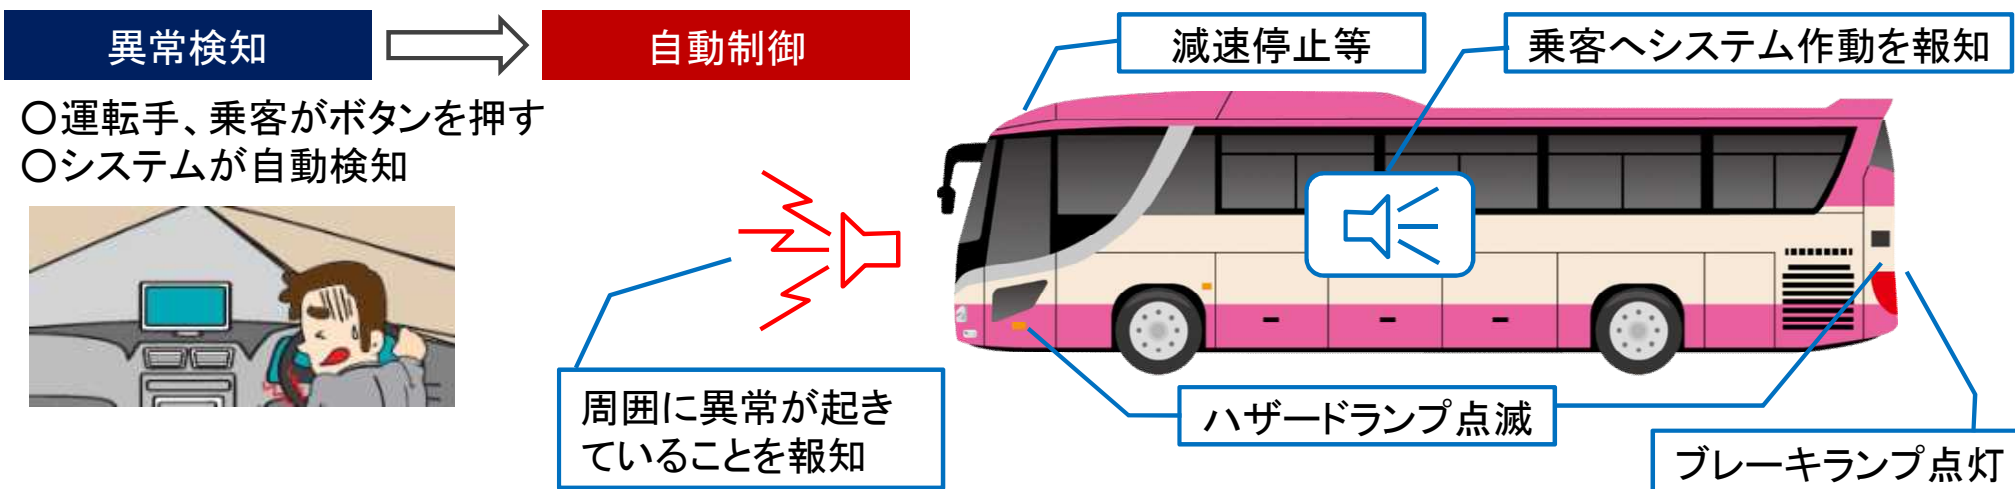 異常検知
自動制御
減速停止等
乗客へシステム作動を報知
〇運転手、乗客がボタンを押す
〇システムが自動検知
周囲に異常が起き
ていることを報知
ハザードランプ点滅
ブレーキランプ点灯